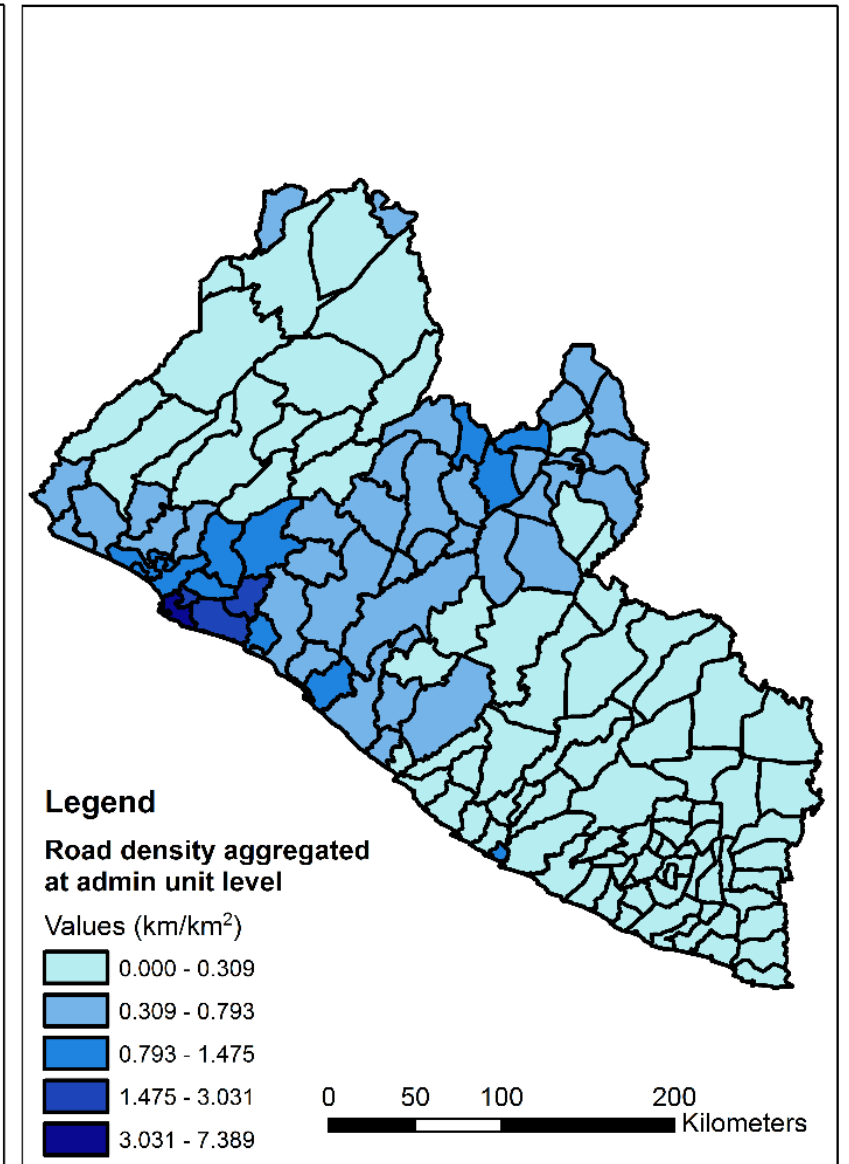 Legend
Road density aggregated
at admin unit level
Values (km/km²)
0.000 - 0.309
0.309 - 0.793
0.793 - 1.475
1.475 - 3.031
3.031 - 7.389
0 50 100 200
Kilometers